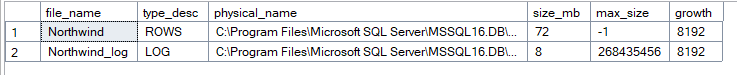 file_name type_desc physical_name size_mb max_size growth
1 Northwind ROWS C:\Program Files\Microsoft SQL Server\MSSQL16.DB\... 72 -1 8192
2 Northwind_log LOG C:\Program Files\Microsoft SQL Server\MSSQL16.DB\... 8 268435456 8192